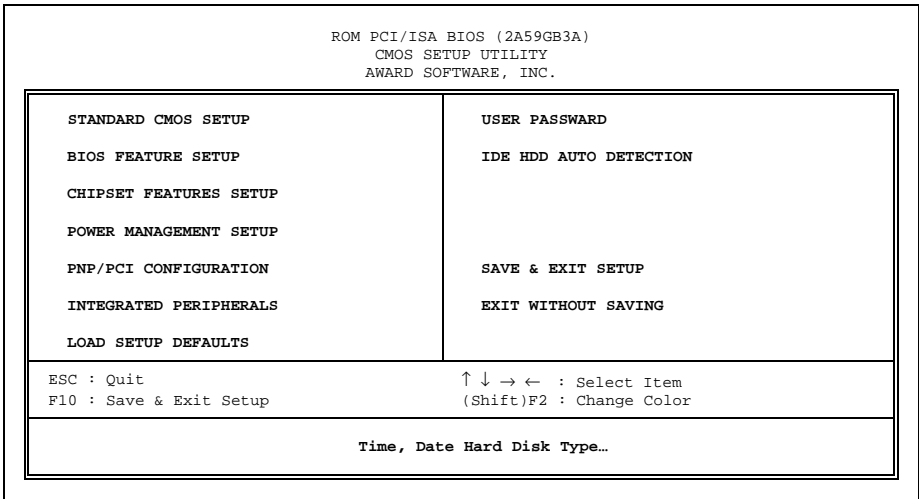 ROM PCI/ISA BIOS (2A59GB3A)
CMOS SETUP UTILITY
AWARD SOFTWARE, INC.
STANDARD CMOS SETUP
BIOS FEATURE SETUP
CHIPSET FEATURES SETUP
POWER MANAGEMENT SETUP
PNP/PCI CONFIGURATION
INTEGRATED PERIPHERALS
LOAD SETUP DEFAULTS
USER PASSWARD
IDE HDD AUTO DETECTION
SAVE & EXIT SETUP
EXIT WITHOUT SAVING
ESC : Quit
F10 : Save & Exit Setup
↑ ↓ → ← : Select Item
(Shift)F2 : Change Color
Time, Date Hard Disk Type…